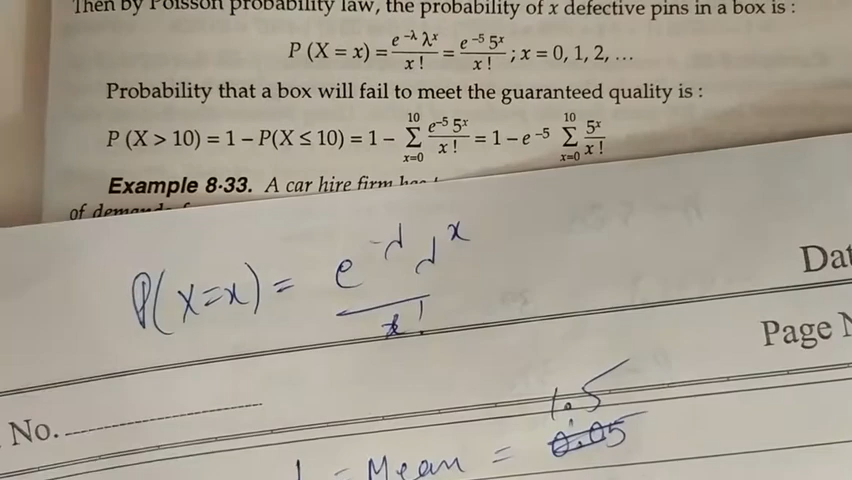 Then by Poisson probability law, the probability of x defective pins in a box is :
P (X = x) = e^{-λ} λ^x / x ! = e^{-5} 5^x / x ! ; x = 0, 1, 2, ...
Probability that a box will fail to meet the guaranteed quality is :
P (X > 10) = 1 – P(X ≤ 10) = 1 – Σ_{x=0}^{10} e^{-5} 5^x / x ! = 1 – e^{-5} Σ_{x=0}^{10} 5^x / x !
Example 8·33. A car hire firm
of
P(X=x) = e^{-λ} λ^x / x!
Dat
Page N
No.
1.5
= Mean =